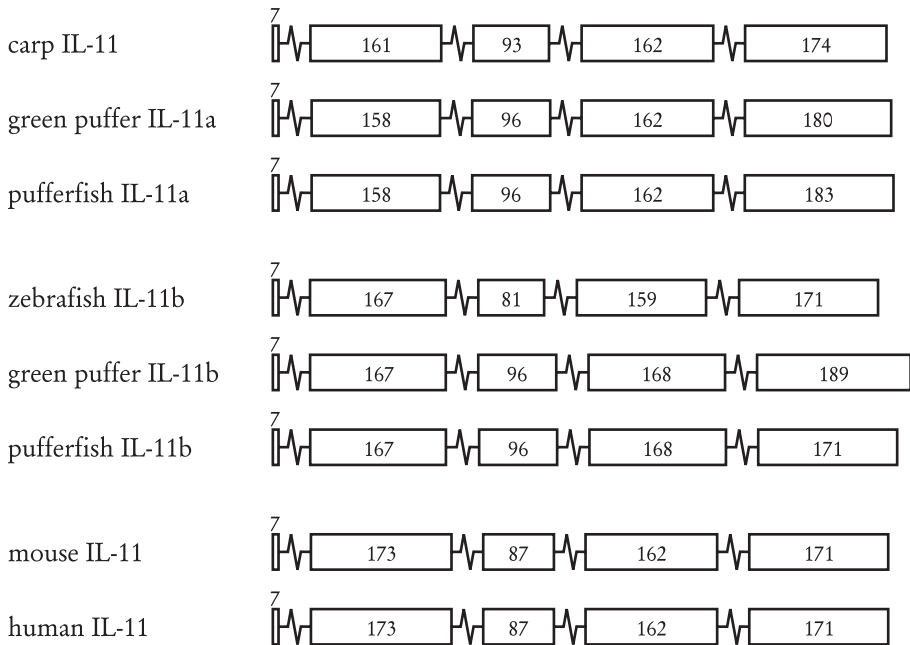 7
carp IL-11 161 93 162 174
7
green puffer IL-11a 158 96 162 180
7
pufferfish IL-11a 158 96 162 183
7
zebrafish IL-11b 167 81 159 171
7
green puffer IL-11b 167 96 168 189
7
pufferfish IL-11b 167 96 168 171
7
mouse IL-11 173 87 162 171
7
human IL-11 173 87 162 171